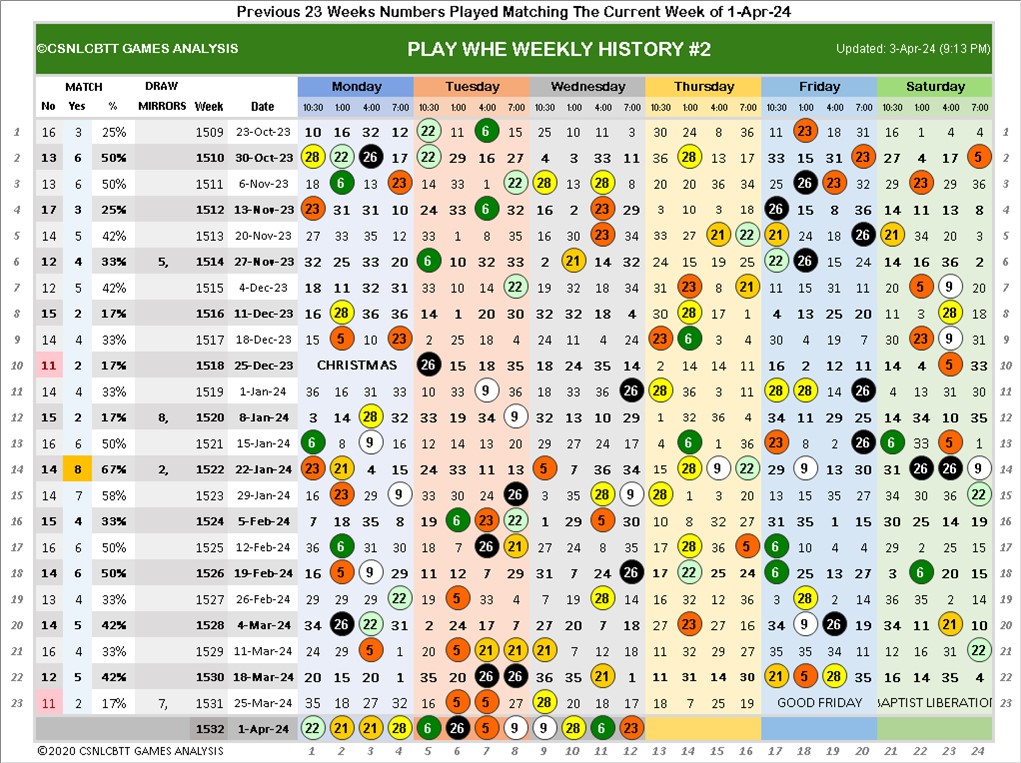 Previous 23 Weeks Numbers Played Matching The Current Week of 1-Apr-24
©CSNLCBTT GAMES ANALYSIS PLAY WHE WEEKLY HISTORY #2 Updated: 3-Apr-24 (9:13 PM)
MATCH DRAW Monday Tuesday Wednesday Thursday Friday Saturday
No Yes % MIRRORS Week Date 10:30 1:00 4:00 7:00 10:30 1:00 4:00 7:00 10:30 1:00 4:00 7:00 10:30 1:00 4:00 7:00 10:30 1:00 4:00 7:00 10:30 1:00 4:00 7:00
1 16 3 25% 1509 23-Oct-23 10 16 32 12 22 11 6 15 25 10 11 3 30 24 8 36 11 23 18 31 16 1 4 4 1
2 13 6 50% 1510 30-Oct-23 28 22 26 17 22 29 16 27 4 3 33 11 36 28 13 17 33 15 31 23 27 4 17 5 2
3 13 6 50% 1511 6-Nov-23 18 6 13 23 14 33 1 22 28 13 28 8 20 20 36 34 25 26 23 32 29 23 29 36 3
4 17 3 25% 1512 13-Nov-23 23 31 31 10 24 33 6 32 16 2 23 29 3 10 3 18 26 15 8 36 14 11 13 8 4
5 14 5 42% 1513 20-Nov-23 27 33 35 12 33 1 8 35 16 30 23 34 33 27 21 22 21 24 18 26 21 34 20 3 5
6 12 4 33% 5, 1514 27-Nov-23 32 25 33 20 6 10 32 33 2 21 14 32 24 15 19 25 22 26 15 24 14 16 36 2 6
7 12 5 42% 1515 4-Dec-23 18 11 32 31 33 10 14 22 17 19 19 34 31 23 8 21 11 15 31 11 20 5 9 20 7
8 15 2 17% 1516 11-Dec-23 16 28 36 36 14 1 20 30 32 32 18 4 30 28 17 1 4 13 25 20 11 3 28 18 8
9 14 4 33% 1517 18-Dec-23 15 5 10 23 2 25 18 4 24 11 4 9 23 6 3 4 30 4 19 7 30 23 9 31 9
10 11 2 17% 1518 25-Dec-23 CHRISTMAS 26 15 18 35 18 24 35 14 2 14 14 11 16 2 12 11 14 4 5 33 10
11 14 4 33% 1519 1-Jan-24 36 16 31 33 10 33 9 18 12 33 36 26 28 36 3 11 28 28 14 26 4 13 31 31 11
12 15 2 17% 8, 1520 8-Jan-24 3 14 28 32 33 19 34 9 32 13 10 29 1 32 36 4 34 11 29 25 14 34 10 35 12
13 16 6 50% 1521 15-Jan-24 6 8 9 16 12 14 13 20 29 27 24 17 4 6 1 36 23 8 2 26 6 33 5 1 13
14 14 8 67% 2, 1522 22-Jan-24 23 21 4 15 24 33 11 13 5 7 36 34 15 28 9 22 29 9 13 30 31 26 26 9 14
15 14 7 58% 1523 29-Jan-24 16 23 29 9 33 30 24 26 3 35 28 9 28 1 3 20 13 15 35 27 34 30 36 22 15
16 15 4 33% 1524 5-Feb-24 7 18 35 8 19 6 23 22 1 29 5 30 10 8 32 27 31 35 1 15 30 25 14 19 16
17 16 6 50% 1525 12-Feb-24 36 6 31 30 18 7 26 21 27 24 8 35 17 28 36 5 6 10 4 4 29 2 25 15 17
18 14 6 50% 1526 19-Feb-24 16 5 9 29 11 12 7 29 31 7 24 26 17 22 25 24 6 25 13 27 3 6 20 15 18
19 13 4 33% 1527 26-Feb-24 29 29 29 22 19 5 33 4 7 19 28 14 16 32 12 36 3 28 2 14 36 35 2 14 19
20 14 5 42% 1528 4-Mar-24 34 26 22 31 2 24 17 7 27 20 7 18 27 23 17 16 34 9 26 19 34 24 21 10 20
21 16 4 33% 1529 11-Mar-24 24 29 5 1 20 5 21 21 21 7 12 18 11 32 29 27 35 35 34 11 12 16 31 22 21
22 12 5 42% 1530 18-Mar-24 20 15 20 1 35 20 26 26 36 35 21 1 11 31 14 30 21 5 28 35 16 14 35 4 22
23 11 2 17% 7, 1531 25-Mar-24 35 18 27 32 16 5 5 27 28 20 18 7 18 7 25 19 GOOD FRIDAY BAPTIST LIBERATION 23
1532 1-Apr-24 22 21 21 28 6 26 5 9 9 28 6 23
©2020 CSNLCBTT GAMES ANALYSIS 1 2 3 4 5 6 7 8 9 10 11 12 13 14 15 16 17 18 19 20 21 22 23 24